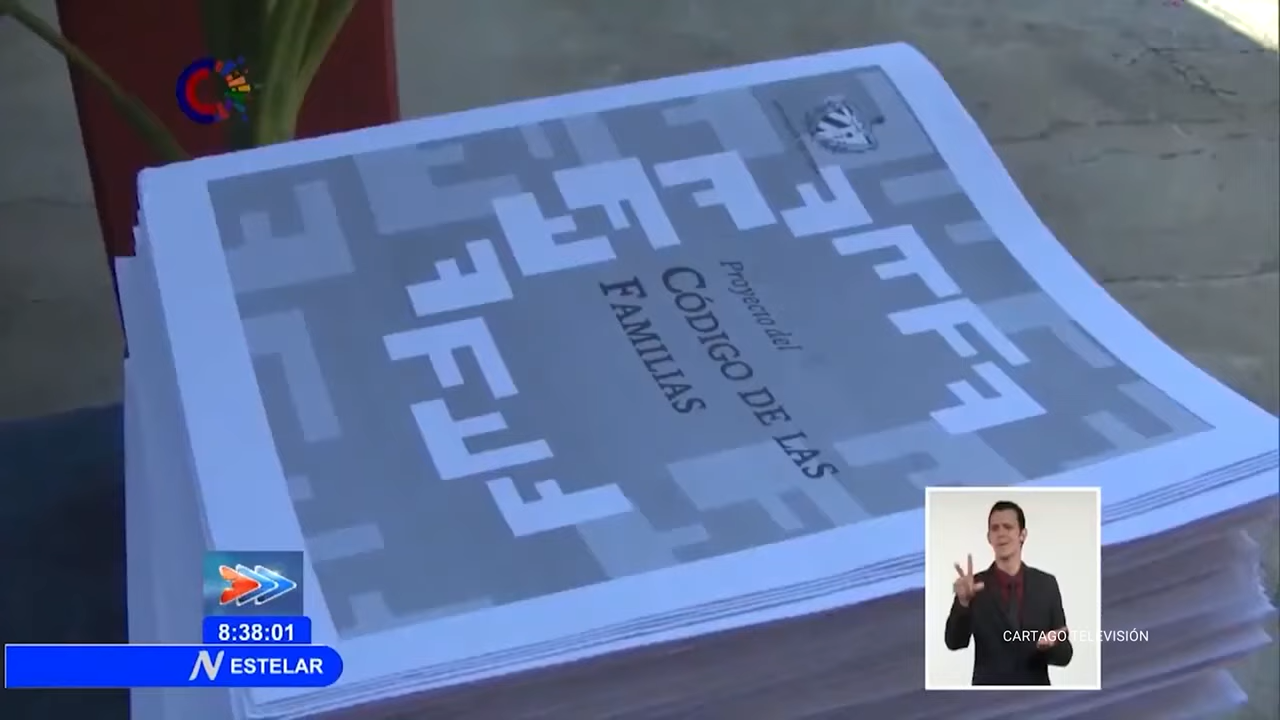 Proyecto del
CÓDIGO DE LAS
FAMILIAS
8:38:01
N ESTELAR
CARTAGO TELEVISIÓN